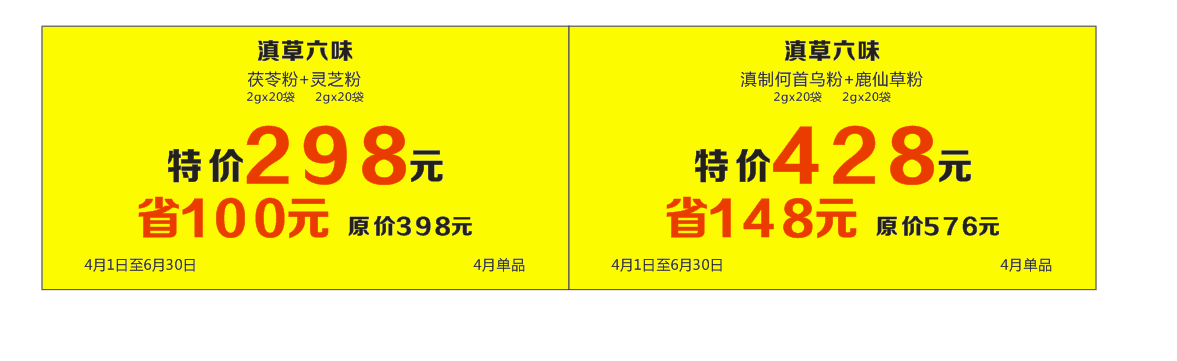 滇草六味
茯苓粉+灵芝粉
2gx20袋 2gx20袋
特价298元
省100元 原价398元
4月1日至6月30日 4月单品
滇草六味
滇制何首乌粉+鹿仙草粉
2gx20袋 2gx20袋
特价428元
省148元 原价576元
4月1日至6月30日 4月单品